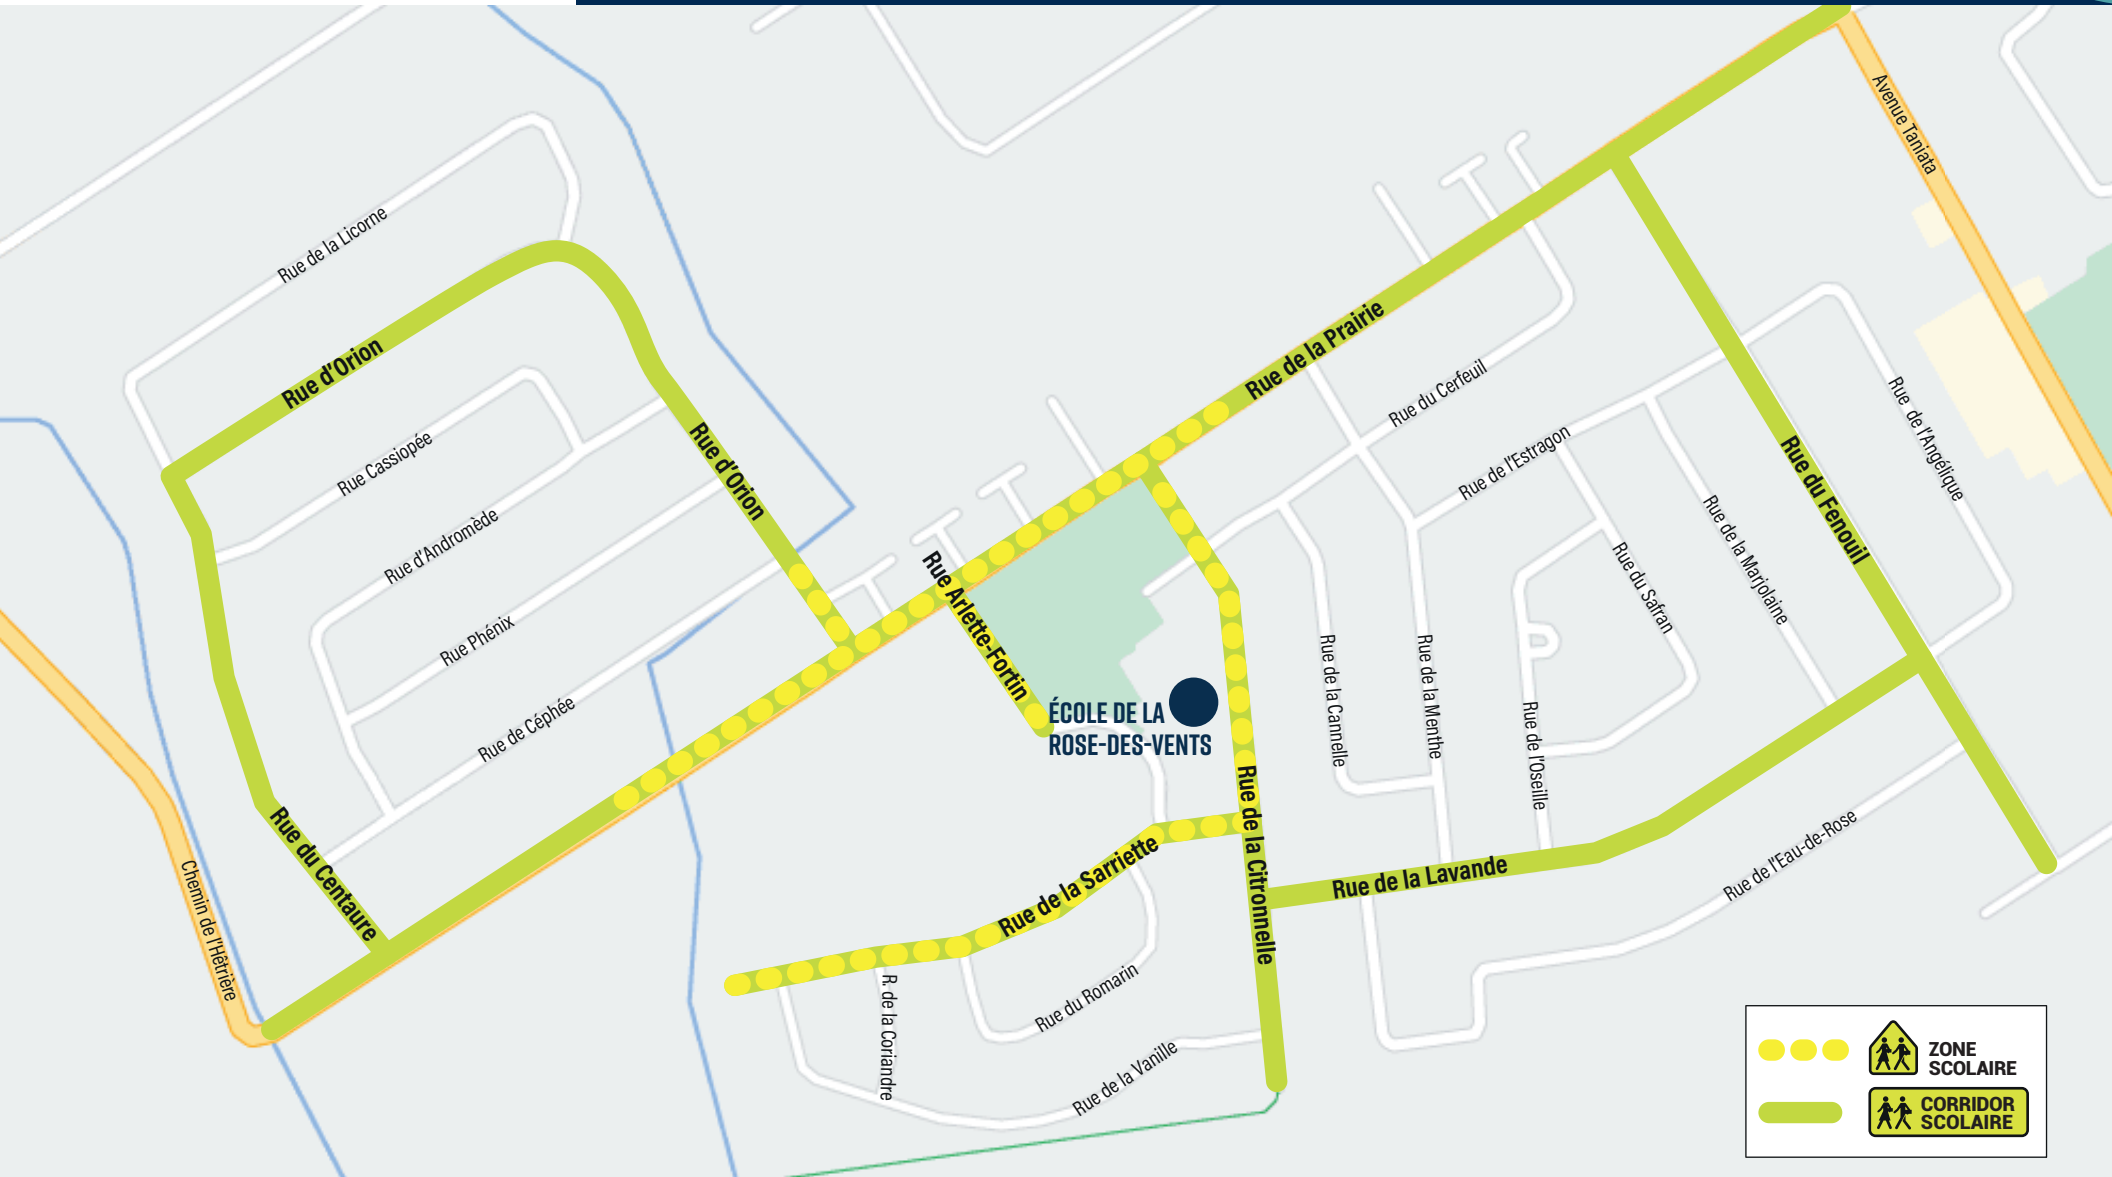 Avenue Taniata
Rue de la Licorne
Rue d'Orion
Rue de la Prairie
Rue du Cerfeuil
Rue Cassiopée
Rue d'Orion
Rue de l'Estragon
Rue de l'Angélique
Rue du Fenouil
Rue d'Andromède
Rue de la Marjolaine
Rue du Safran
Rue Arlette-Fortin
Rue Phénix
Rue de la Cannelle
Rue de la Menthe
Rue de Céphée
ÉCOLE DE LA
ROSE-DES-VENTS
Rue de l'Oseille
Rue de la Citronnelle
Rue du Centaure
Rue de la Sarriette
Rue de la Lavande
Rue de l'Eau-de-Rose
Chemin de l'Hêtrière
R. de la Coriandre
Rue du Romarin
Rue de la Vanille
ZONE
SCOLAIRE
CORRIDOR
SCOLAIRE